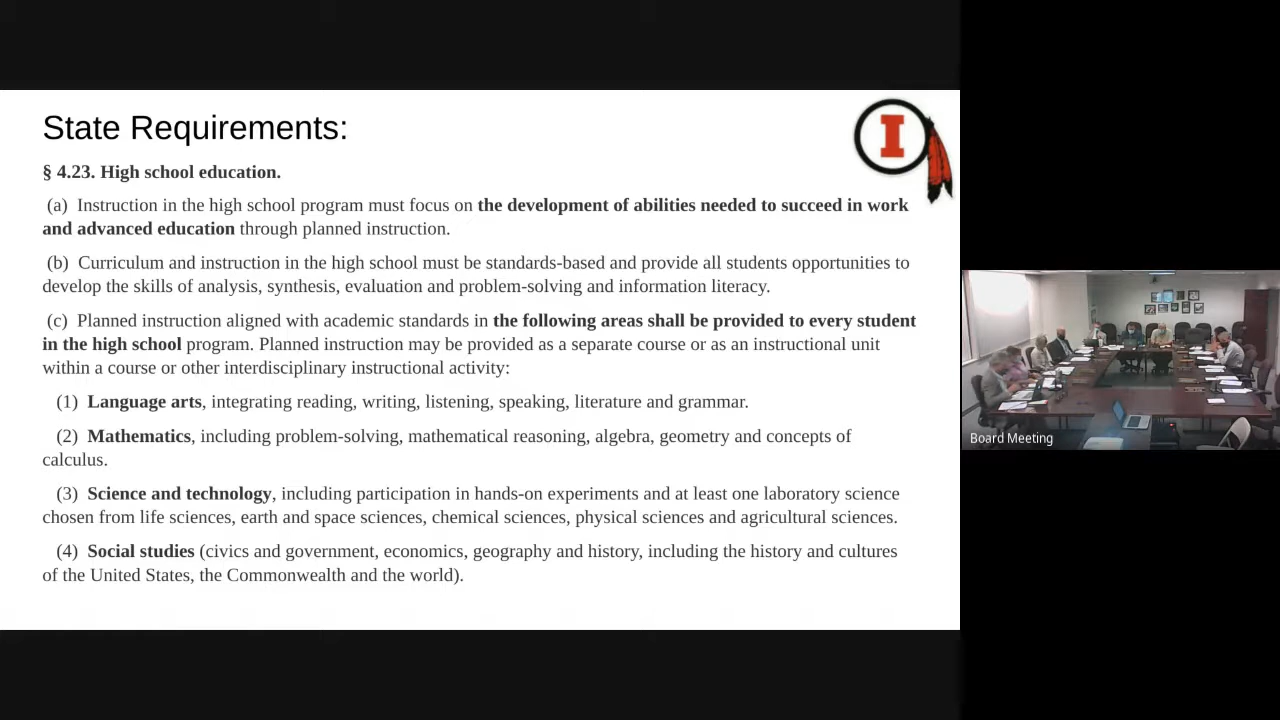 State Requirements:
I
§ 4.23. High school education.
(a) Instruction in the high school program must focus on the development of abilities needed to succeed in work
and advanced education through planned instruction.
(b) Curriculum and instruction in the high school must be standards-based and provide all students opportunities to
develop the skills of analysis, synthesis, evaluation and problem-solving and information literacy.
(c) Planned instruction aligned with academic standards in the following areas shall be provided to every student
in the high school program. Planned instruction may be provided as a separate course or as an instructional unit
within a course or other interdisciplinary instructional activity:
(1) Language arts, integrating reading, writing, listening, speaking, literature and grammar.
(2) Mathematics, including problem-solving, mathematical reasoning, algebra, geometry and concepts of
calculus.
(3) Science and technology, including participation in hands-on experiments and at least one laboratory science
chosen from life sciences, earth and space sciences, chemical sciences, physical sciences and agricultural sciences.
(4) Social studies (civics and government, economics, geography and history, including the history and cultures
of the United States, the Commonwealth and the world).
Board Meeting